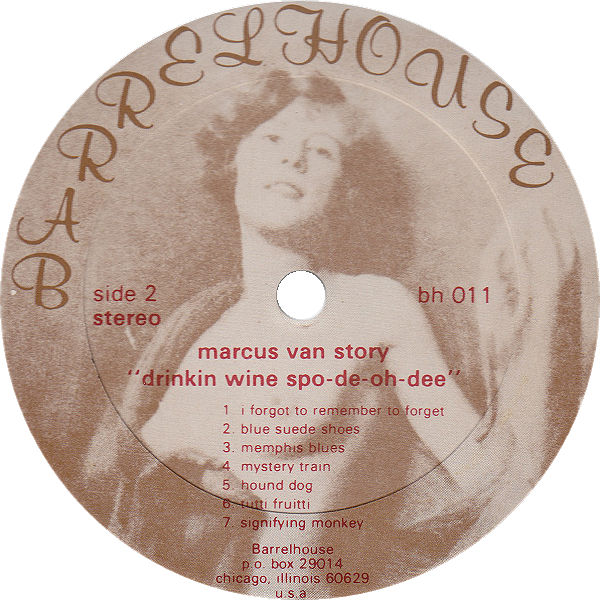 BARRELHOUSE
side 2
stereo
bh 011
marcus van story
"drinkin wine spo-de-oh-dee"
1 i forgot to remember to forget
2. blue suede shoes
3. memphis blues
4. mystery train
5. hound dog
6. tutti fruitti
7. signifying monkey
Barrelhouse
p.o. box 29014
chicago, illinois 60629
u.s.a